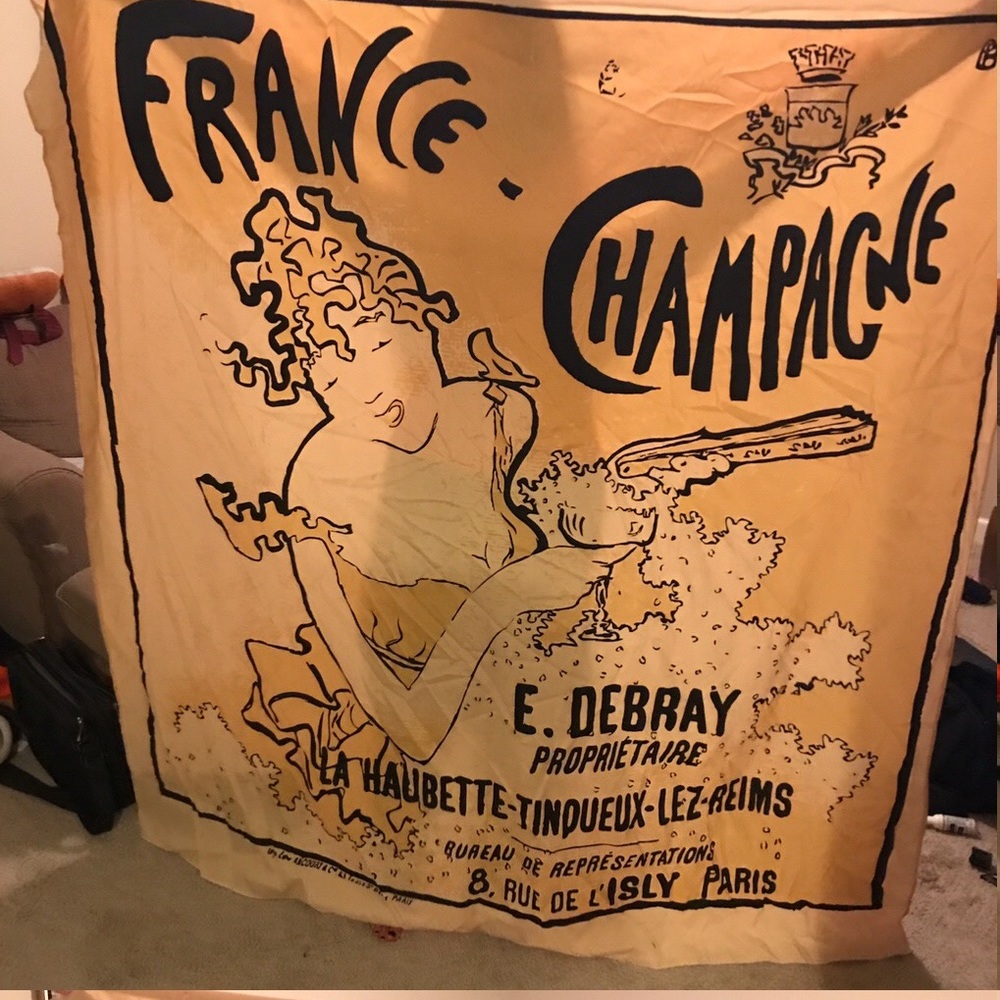 FRANCE-
CHAMPAGNE
E. DEBRAY
PROPRIÉTAIRE
LA HAUBETTE-TINQUEUX-LEZ-REIMS
BUREAU DE REPRÉSENTATIONS
8, RUE DE L'ISLY PARIS